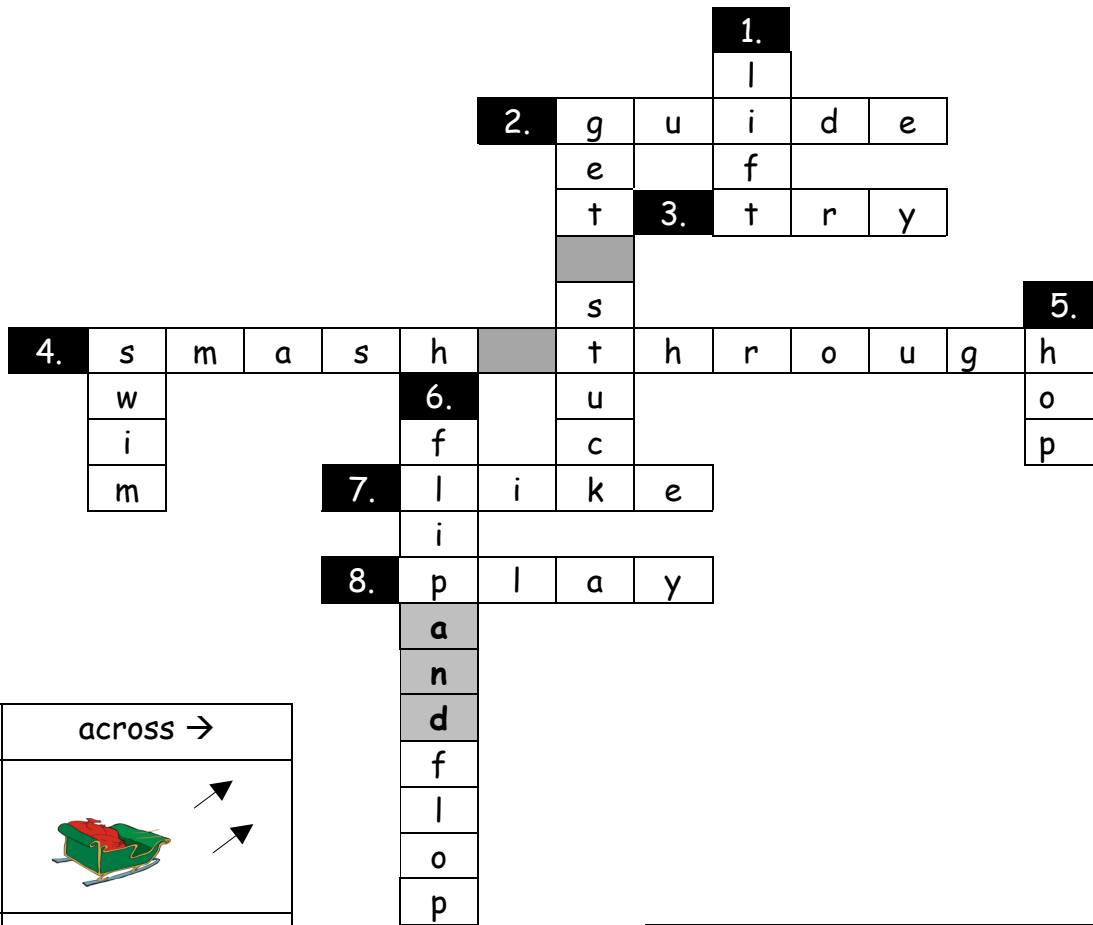 1.
l
2. g u i d e
e f
t 3. t r y
s 5.
4. s m a s h t h r o u g h
w 6. u o
i f c p
m 7. l i k e
i
8. p l a y
a
n
across → d
f
l
o
p